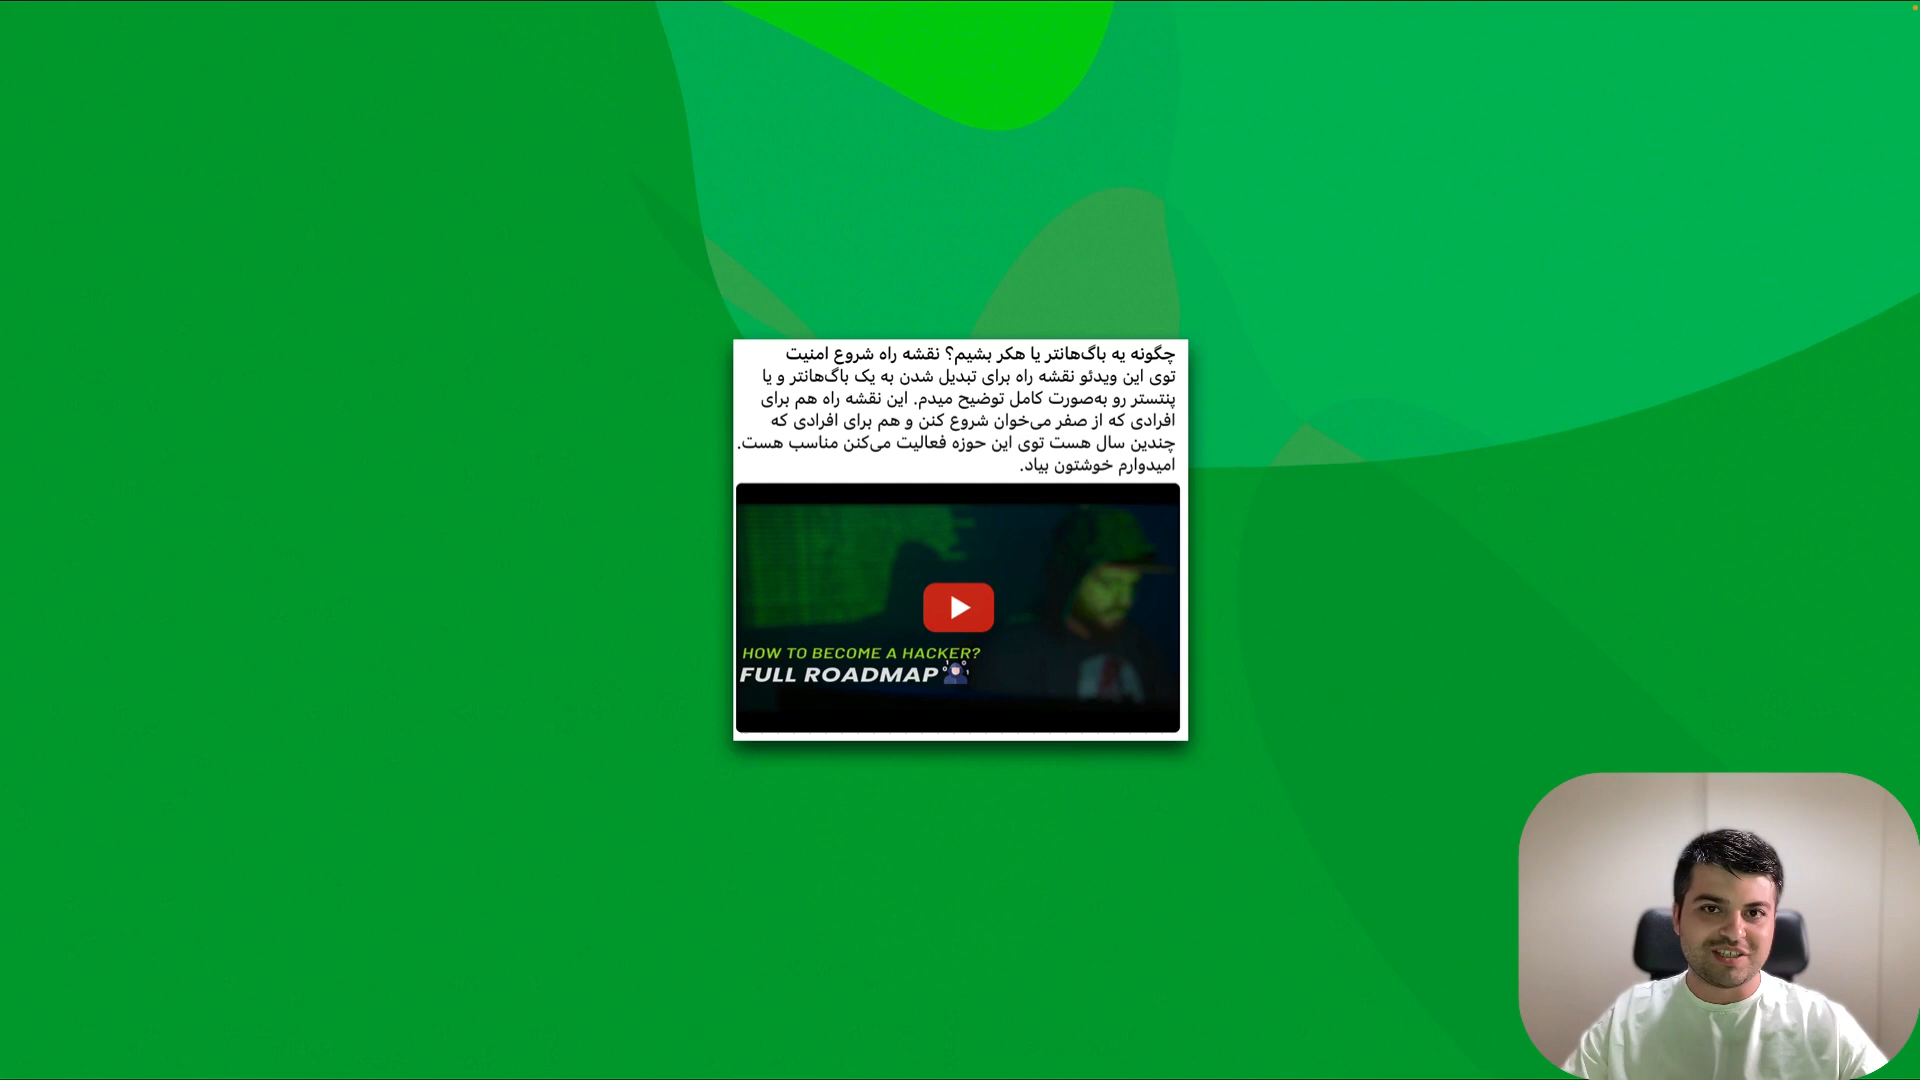 چگونه یه باگ‌هانتر یا هکر بشیم؟ نقشه راه شروع امنیت
توی این ویدئو نقشه راه برای تبدیل شدن به یک باگ‌هانتر و یا
پنتستر رو به‌صورت کامل توضیح میدم. این نقشه راه هم برای
افرادی که از صفر می‌خوان شروع کنن و هم برای افرادی که
چندین سال هست توی این حوزه فعالیت می‌کنن مناسب هست.
امیدوارم خوشتون بیاد.
HOW TO BECOME A HACKER?
FULL ROADMAP